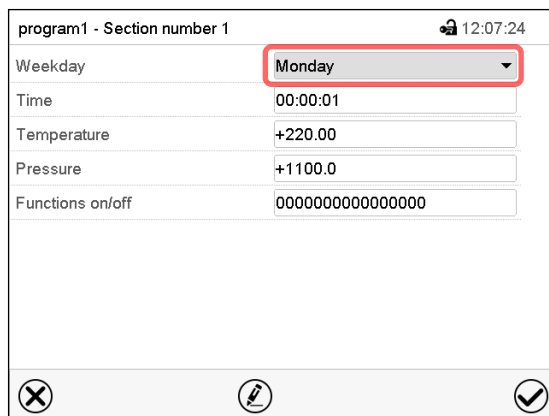 program1 - Section number 1 12:07:24
Weekday Monday
Time 00:00:01
Temperature +220.00
Pressure +1100.0
Functions on/off 0000000000000000